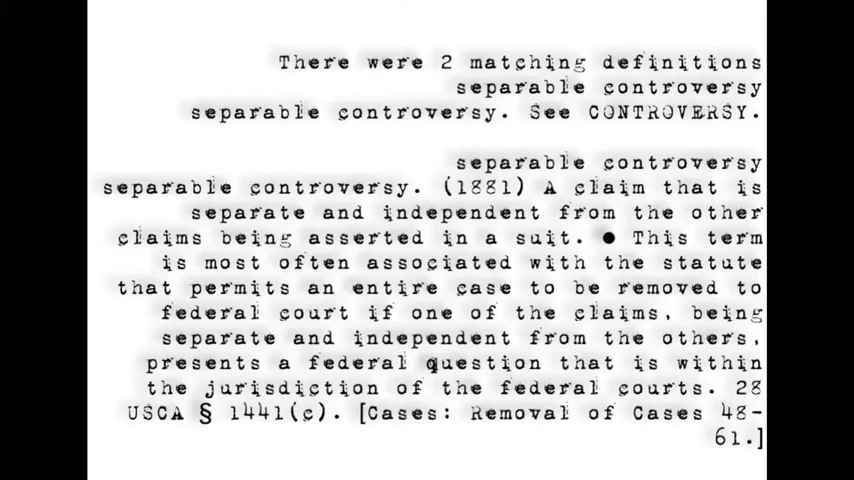 There were 2 matching definitions
separable controversy
separable controversy. See CONTROVERSY.
separable controversy
separable controversy. (1881) A claim that is
separate and independent from the other
claims being asserted in a suit. ● This term
is most often associated with the statute
that permits an entire case to be removed to
federal court if one of the claims, being
separate and independent from the others,
presents a federal question that is within
the jurisdiction of the federal courts. 28
USCA § 1441(c). [Cases: Removal of Cases 48-
61.]